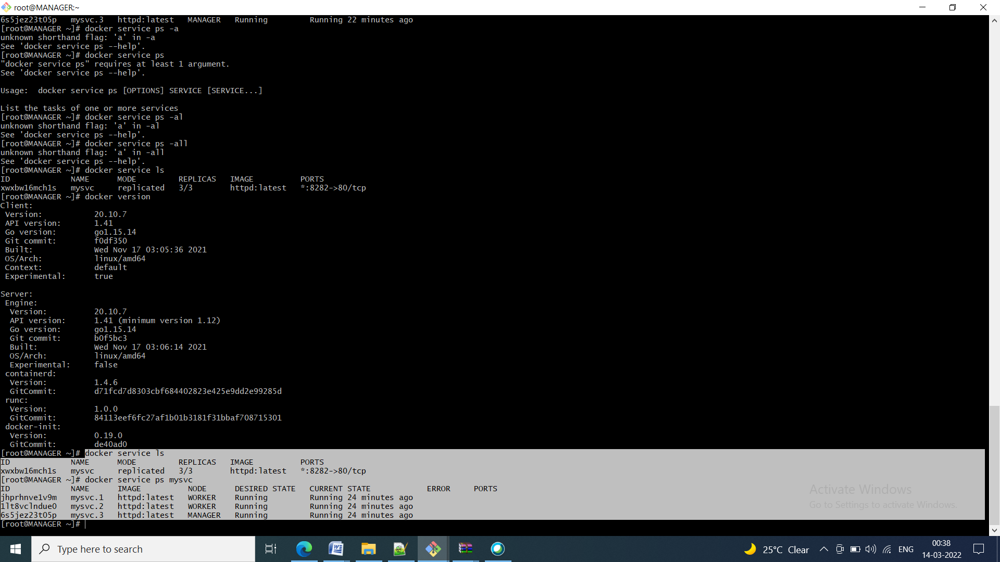 root@MANAGER:~
6s5jez23t05p   mysvc.3   httpd:latest   MANAGER   Running         Running 22 minutes ago
[root@MANAGER ~]# docker service ps -a
unknown shorthand flag: 'a' in -a
See 'docker service ps --help'.
[root@MANAGER ~]# docker service ps
"docker service ps" requires at least 1 argument.
See 'docker service ps --help'.
Usage:  docker service ps [OPTIONS] SERVICE [SERVICE...]
List the tasks of one or more services
[root@MANAGER ~]# docker service ps -al
unknown shorthand flag: 'a' in -al
See 'docker service ps --help'.
[root@MANAGER ~]# docker service ps -all
unknown shorthand flag: 'a' in -all
See 'docker service ps --help'.
[root@MANAGER ~]# docker service ls
ID             NAME      MODE         REPLICAS   IMAGE          PORTS
xwxbw16mch1s   mysvc     replicated   3/3        httpd:latest   *:8282->80/tcp
[root@MANAGER ~]# docker version
Client:
 Version:           20.10.7
 API version:       1.41
 Go version:        go1.15.14
 Git commit:        f0df350
 Built:             Wed Nov 17 03:05:36 2021
 OS/Arch:           linux/amd64
 Context:           default
 Experimental:      true
Server:
 Engine:
  Version:          20.10.7
  API version:      1.41 (minimum version 1.12)
  Go version:       go1.15.14
  Git commit:       b0f5bc3
  Built:            Wed Nov 17 03:06:14 2021
  OS/Arch:          linux/amd64
  Experimental:     false
 containerd:
  Version:          1.4.6
  GitCommit:        d71fcd7d8303cbf684402823e425e9dd2e99285d
 runc:
  Version:          1.0.0
  GitCommit:        84113eef6fc27af1b01b3181f31bbaf708715301
 docker-init:
  Version:          0.19.0
  GitCommit:        de40ad0
[root@MANAGER ~]# docker service ls
ID             NAME      MODE         REPLICAS   IMAGE          PORTS
xwxbw16mch1s   mysvc     replicated   3/3        httpd:latest   *:8282->80/tcp
[root@MANAGER ~]# docker service ps mysvc
ID             NAME      IMAGE          NODE      DESIRED STATE   CURRENT STATE            ERROR     PORTS
jhprhnve1v9m   mysvc.1   httpd:latest   WORKER    Running         Running 24 minutes ago
1lt8vclndue0   mysvc.2   httpd:latest   WORKER    Running         Running 24 minutes ago
6s5jez23t05p   mysvc.3   httpd:latest   MANAGER   Running         Running 24 minutes ago
[root@MANAGER ~]#
Activate Windows
Go to Settings to activate Windows.
Type here to search
25°C Clear
ENG
00:38
14-03-2022